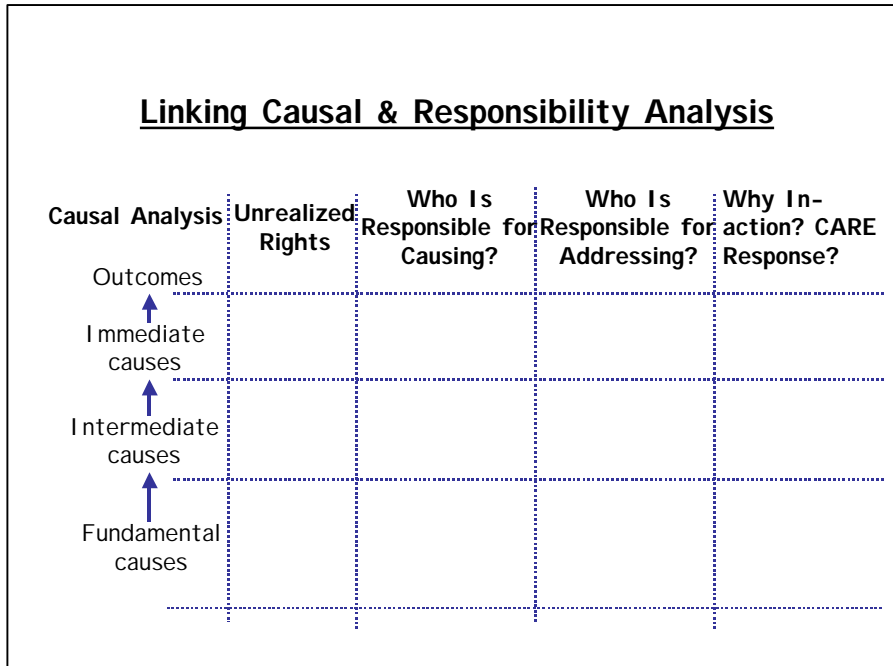 Linking Causal & Responsibility Analysis
Causal Analysis
Unrealized
Rights
Who Is
Responsible for
Causing?
Who Is
Responsible for
Addressing?
Why In-
action? CARE
Response?
Outcomes
Immediate
causes
Intermediate
causes
Fundamental
causes